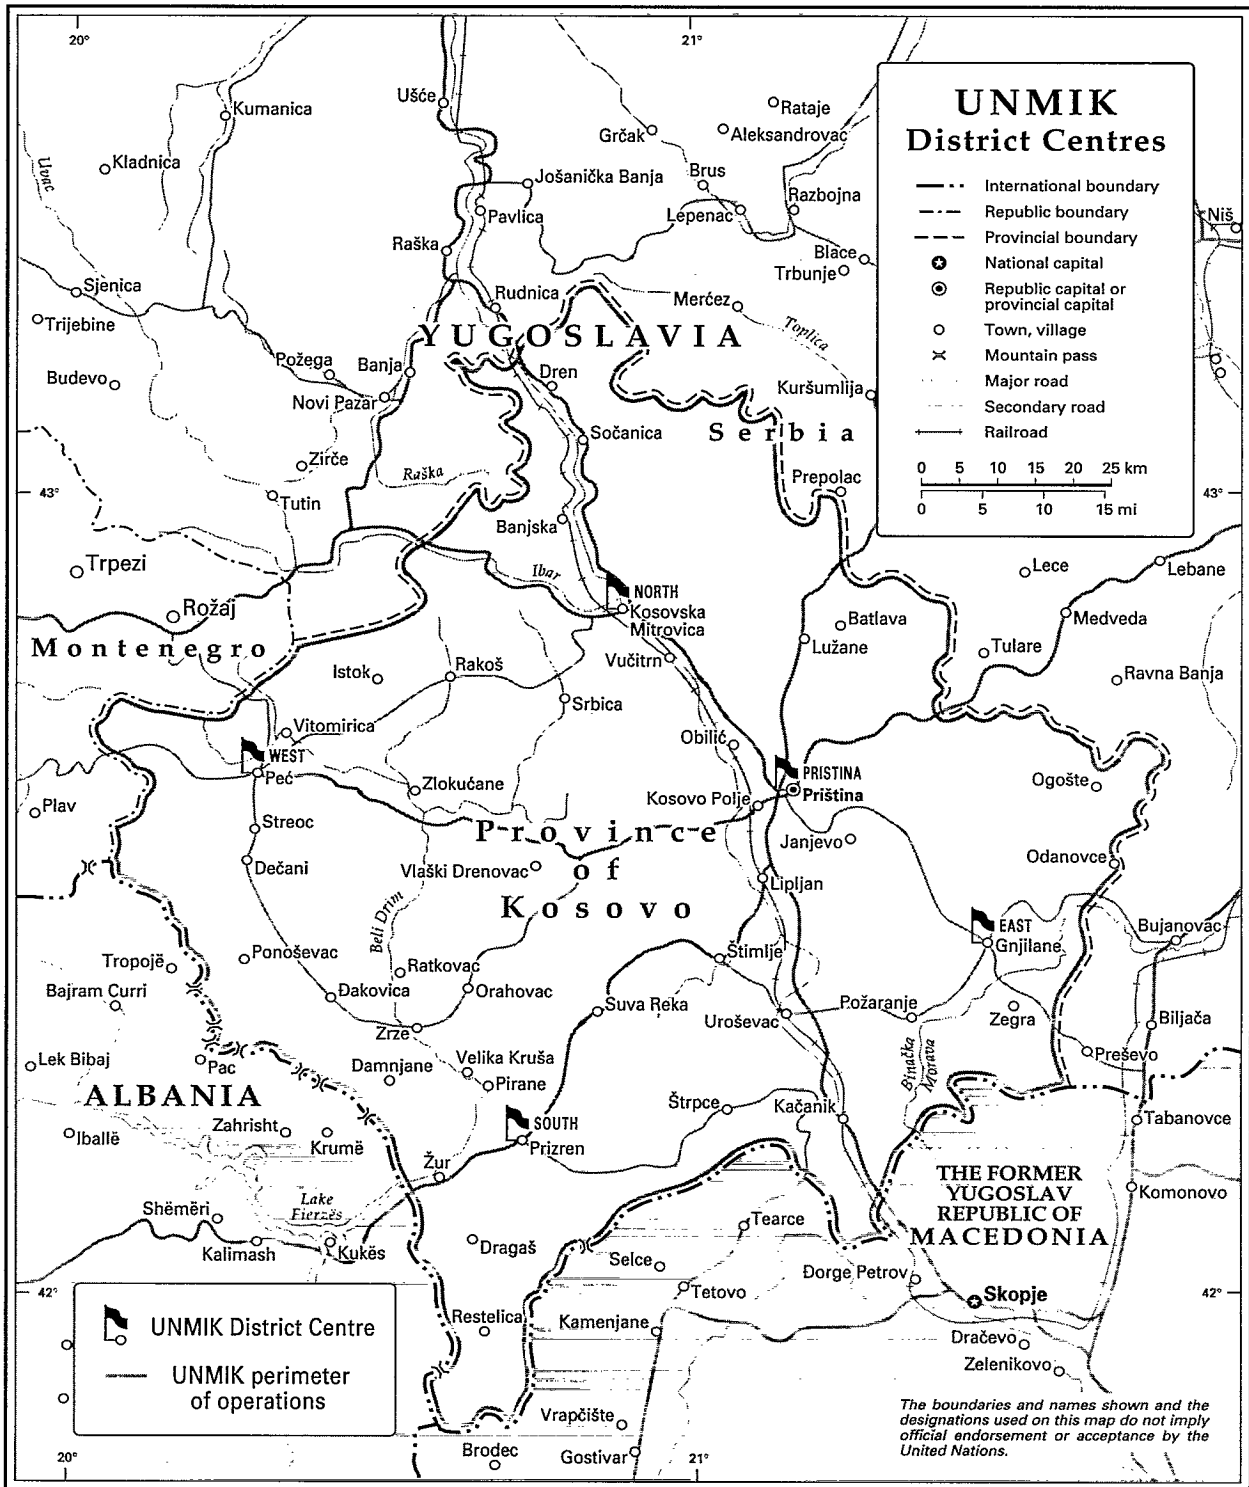 20°
21°
UNMIK
District Centres
International boundary
Republic boundary
Provincial boundary
National capital
Republic capital or
provincial capital
Town, village
Mountain pass
Major road
Secondary road
Railroad
0 5 10 15 20 25 km
0 5 10 15 mi
Ušće
Kumanica
Rataje
Grčak
Aleksandrovac
Uvac
Kladnica
Jošanička Banja
Brus
Pavlica
Lepenac
Razbojna
Niš
Raška
Blace
Trbunje
Sjenica
Rudnica
Merćez
Trijebine
YUGOSLAVIA
Toplica
Požega
Banja
Budevo
Dren
Kuršumlija
Novi Pazar
Sočanica
Serbia
Zirče
Raška
Prepolac
43°
43°
Tutin
Banjska
Trpezi
Ibar
Lece
Lebane
NORTH
Rožaj
Kosovska
Mitrovica
Batlava
Medveda
Montenegro
Lužane
Vučitrn
Tulare
Istok
Rakoš
Ravna Banja
Srbica
Vitomirica
Obilić
WEST
Peć
PRISTINA
Priština
Ogošte
Zlokućane
Kosovo Polje
Plav
Streoc
Province
of
Kosovo
Janjevo
Dečani
Vlaški Drenovac
Odanovce
Lipljan
Beli Drim
EAST
Gnjilane
Bujanovac
Ponoševac
Štimlje
Tropojë
Ratkovac
Bajram Curri
Đakovica
Orahovac
Suva Reka
Požaranje
Zegra
Uroševac
Biljača
Zrze
Lek Bibaj
Pac
Damnjane
Velika Kruša
Binačka
Morava
Preševo
Pirane
ALBANIA
Štrpce
Kačanik
SOUTH
Tabanovce
Iballë
Zahrisht
Krumë
Prizren
Žur
THE FORMER
YUGOSLAV
REPUBLIC OF
MACEDONIA
Komonovo
Lake
Fierzës
Shëmëri
Tearce
Kalimash
Kukës
Dragaš
Selce
Đorge Petrov
42°
42°
Tetovo
Skopje
UNMIK District Centre
Restelica
Kamenjane
Dračevo
Zelenikovo
UNMIK perimeter
of operations
Vrapčište
The boundaries and names shown and the
designations used on this map do not imply
official endorsement or acceptance by the
United Nations.
Brodec
Gostivar
20°
21°